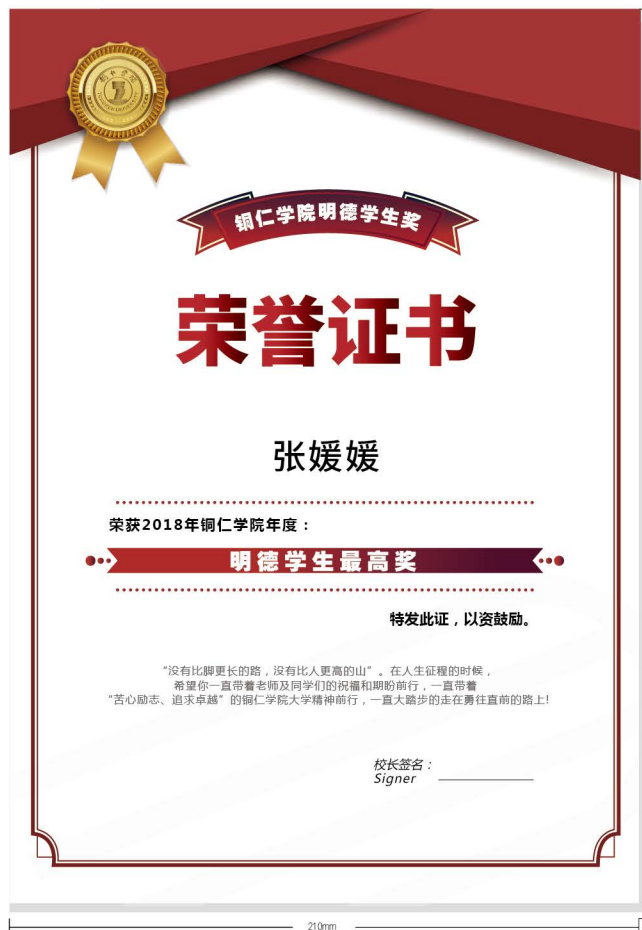 铜仁学院
TONGREN UNIVERSITY
铜仁学院明德学生奖
荣誉证书
张媛媛
荣获2018年铜仁学院年度：
明德学生最高奖
特发此证，以资鼓励。
“没有比脚更长的路，没有比人更高的山”。在人生征程的时候，
希望你一直带着老师及同学们的祝福和期盼前行，一直带着
“苦心励志、追求卓越”的铜仁学院大学精神前行，一直大踏步的走在勇往直前的路上!
校长签名：
Signer
210mm